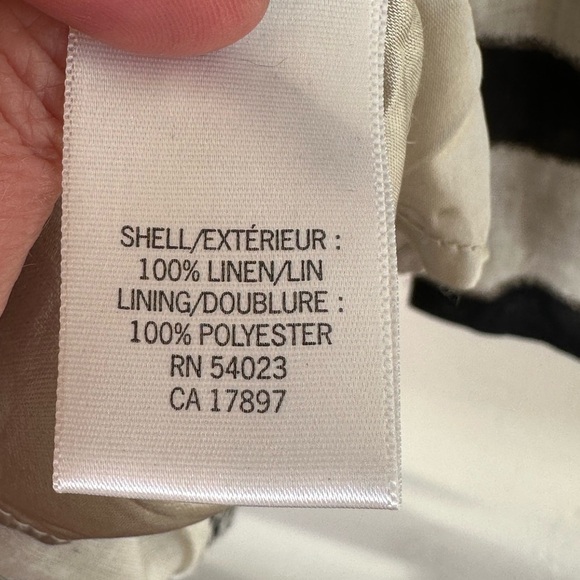 SHELL/EXTÉRIEUR :
100% LINEN/LIN
LINING/DOUBLURE :
100% POLYESTER
RN 54023
CA 17897